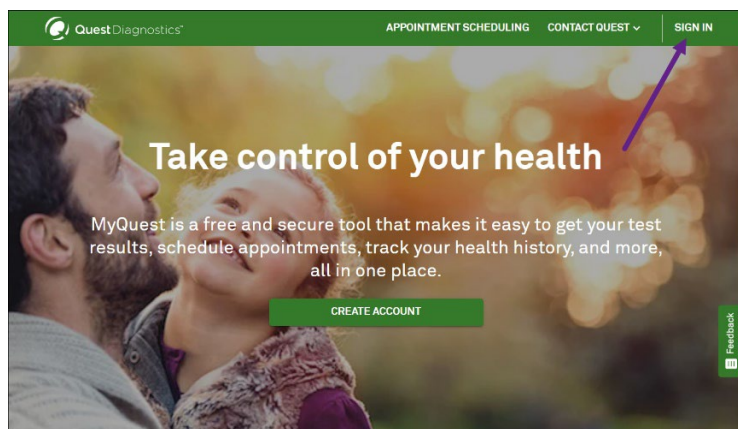 Quest Diagnostics™
APPOINTMENT SCHEDULING
CONTACT QUEST
SIGN IN
Take control of your health
MyQuest is a free and secure tool that makes it easy to get your test
results, schedule appointments, track your health history, and more,
all in one place.
CREATE ACCOUNT
Feedback